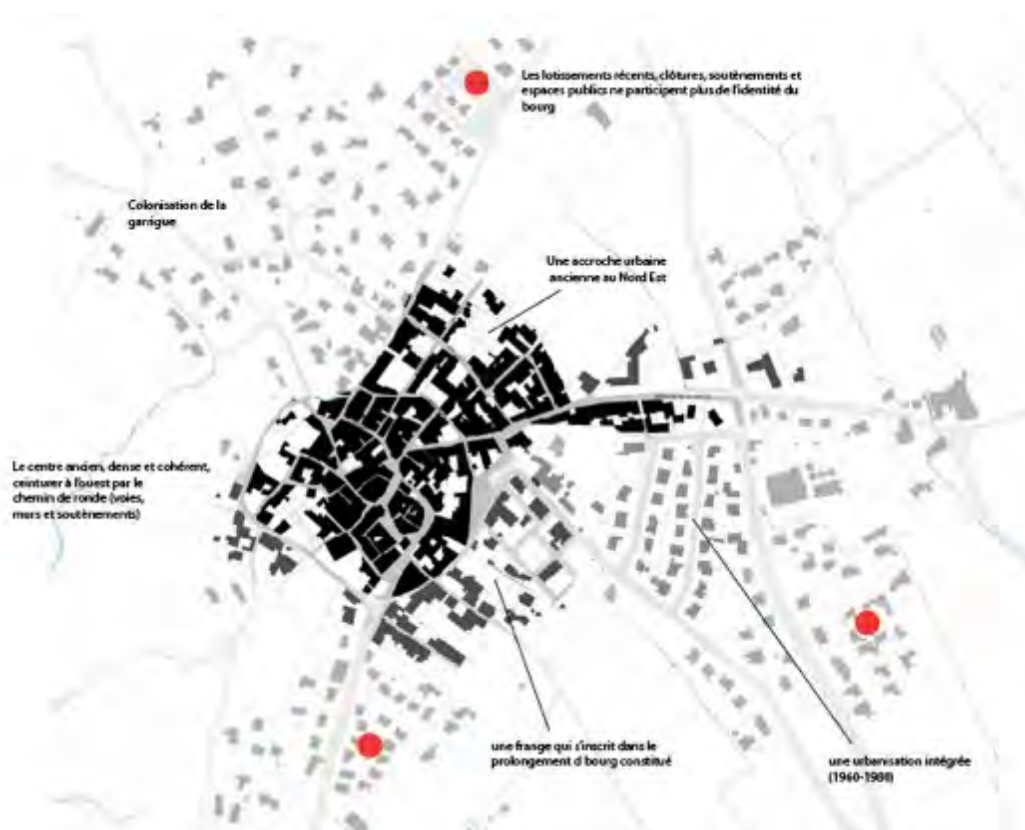 Les lotissements récents, clôtures, soutènements et
espaces publics ne participent plus de l'identité du
bourg
Colonisation de la
garrigue
Une accroche urbaine
ancienne au Nord Est
Le centre ancien, dense et cohérent,
ceinturer à l'ouest par le
chemin de ronde (voies,
murs et soutènements)
une frange qui s'inscrit dans le
prolongement d bourg constitué
une urbanisation intégrée
(1960-1980)